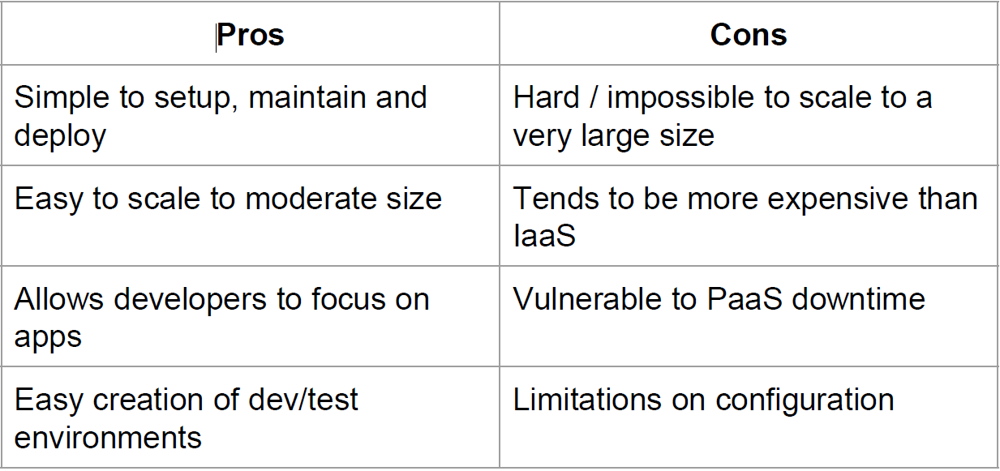 Pros
Cons
Simple to setup, maintain and
deploy
Hard / impossible to scale to a
very large size
Easy to scale to moderate size
Tends to be more expensive than
IaaS
Allows developers to focus on
apps
Vulnerable to PaaS downtime
Easy creation of dev/test
environments
Limitations on configuration